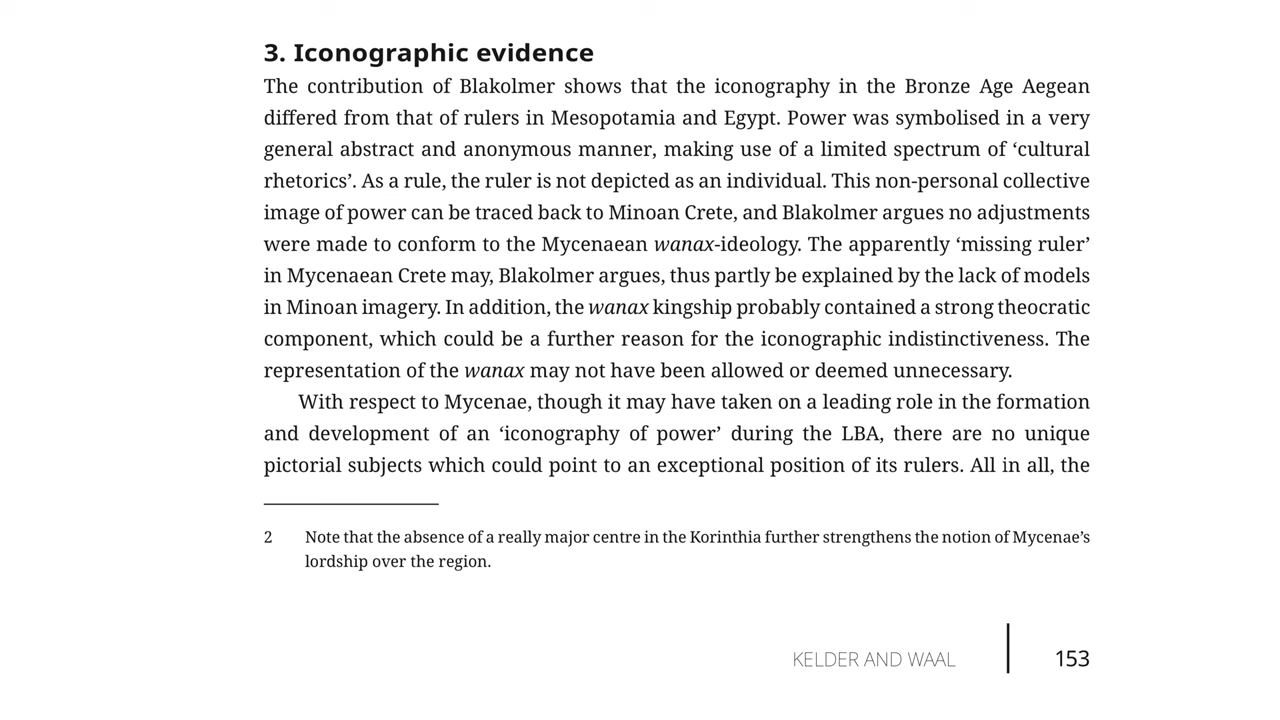 3. Iconographic evidence
The contribution of Blakolmer shows that the iconography in the Bronze Age Aegean
differed from that of rulers in Mesopotamia and Egypt. Power was symbolised in a very
general abstract and anonymous manner, making use of a limited spectrum of ‘cultural
rhetorics’. As a rule, the ruler is not depicted as an individual. This non-personal collective
image of power can be traced back to Minoan Crete, and Blakolmer argues no adjustments
were made to conform to the Mycenaean wanax-ideology. The apparently ‘missing ruler’
in Mycenaean Crete may, Blakolmer argues, thus partly be explained by the lack of models
in Minoan imagery. In addition, the wanax kingship probably contained a strong theocratic
component, which could be a further reason for the iconographic indistinctiveness. The
representation of the wanax may not have been allowed or deemed unnecessary.
With respect to Mycenae, though it may have taken on a leading role in the formation
and development of an ‘iconography of power’ during the LBA, there are no unique
pictorial subjects which could point to an exceptional position of its rulers. All in all, the
2 Note that the absence of a really major centre in the Korinthia further strengthens the notion of Mycenae’s
lordship over the region.
KELDER AND WAAL 153